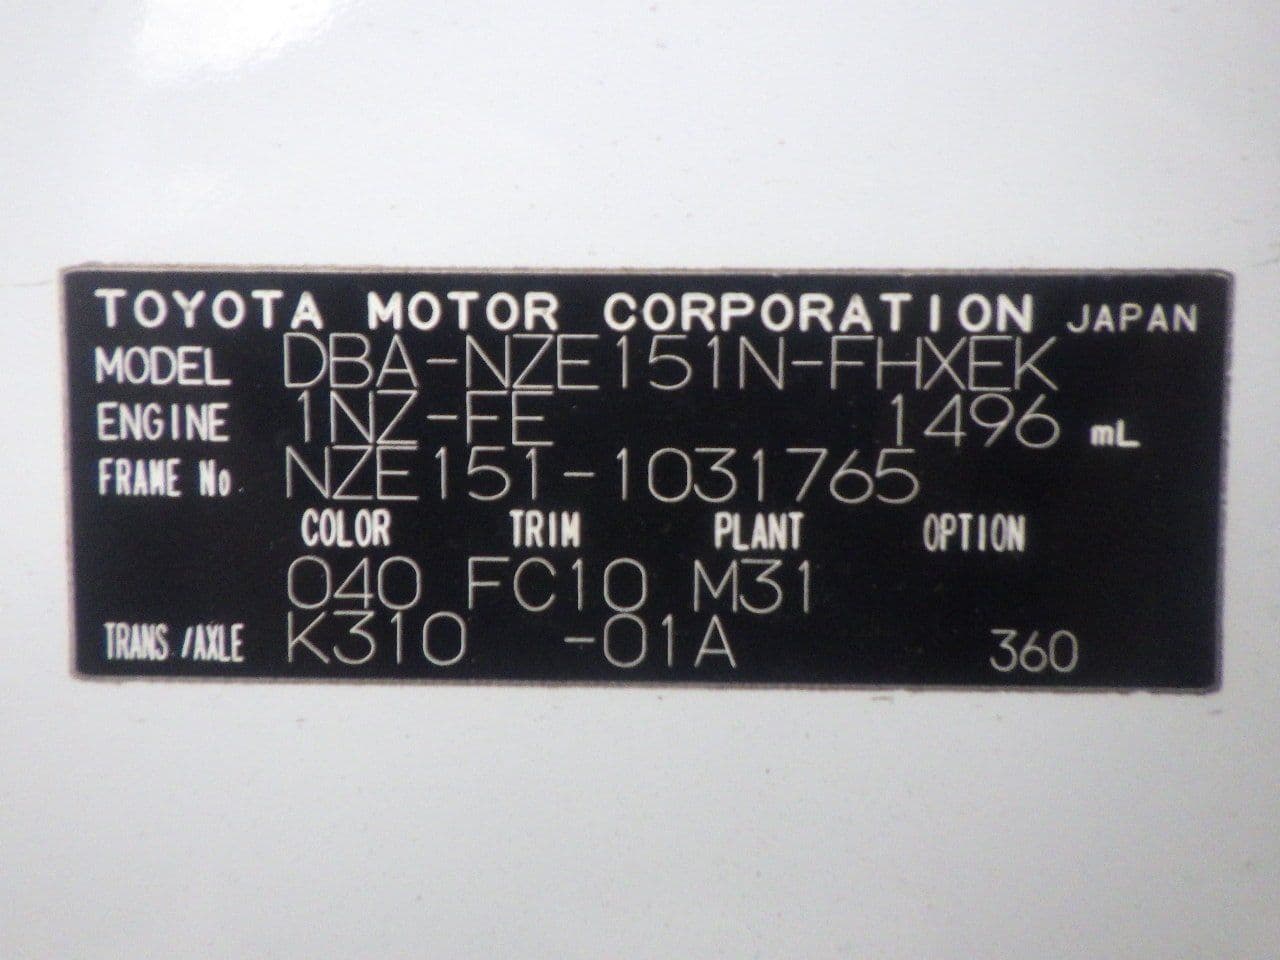 TOYOTA MOTOR CORPORATION JAPAN
MODEL DBA-NZE151N-FHXEK
ENGINE 1NZ-FE 1496 mL
FRAME No. NZE151-1031765
COLOR TRIM PLANT OPTION
040 FC10 M31
TRANS/AXLE K310 -01A 360